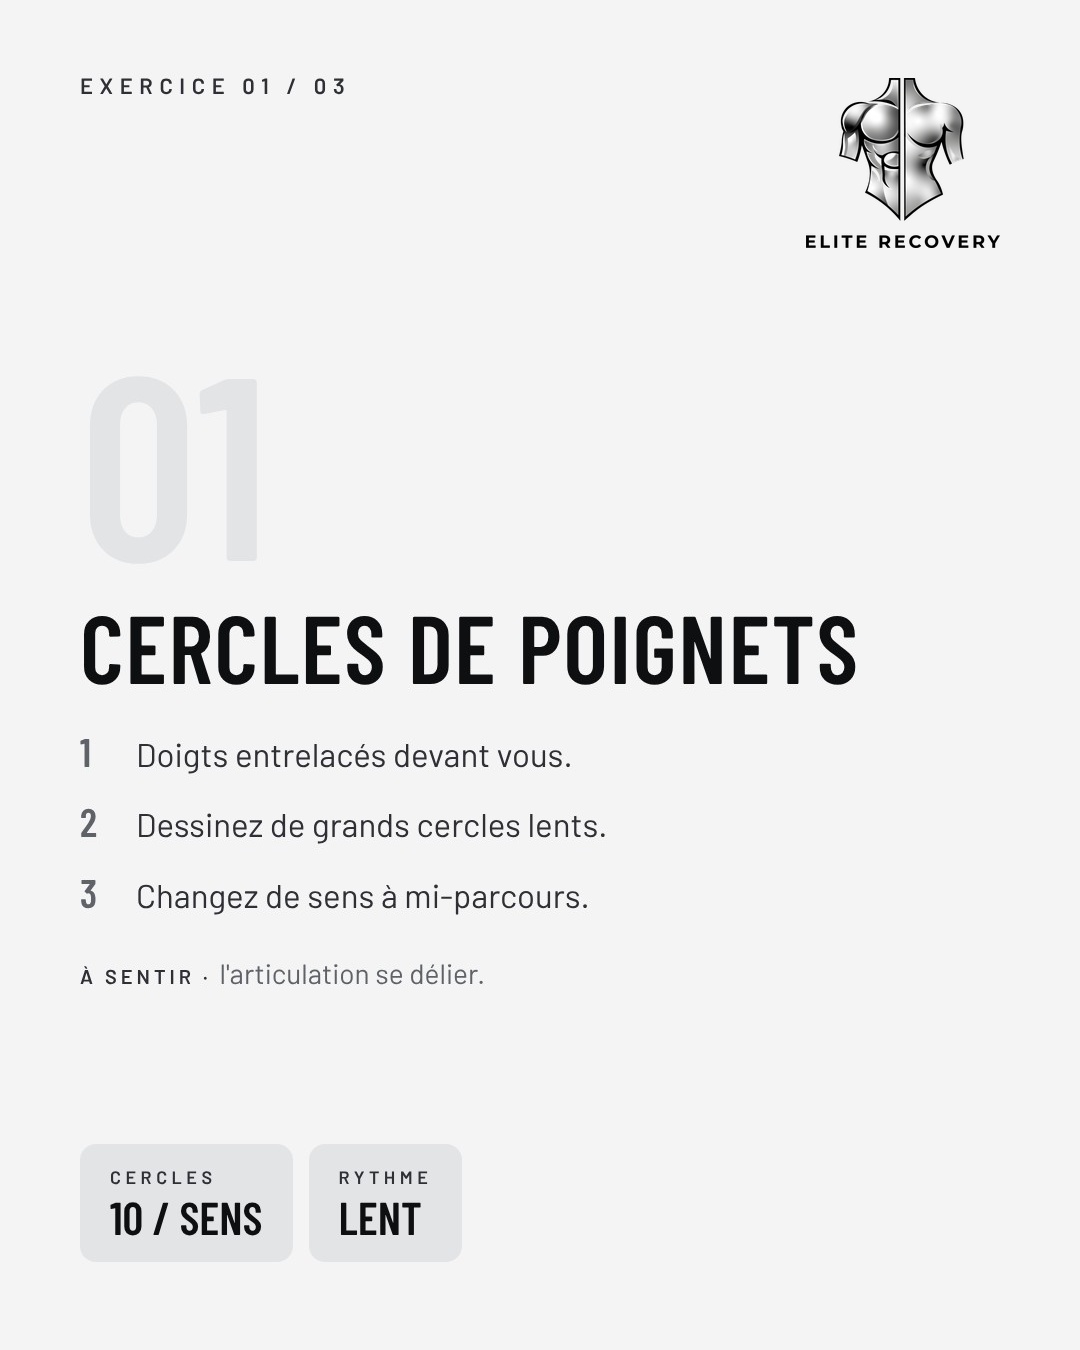 EXERCICE 01 / 03
ELITE RECOVERY
01
CERCLES DE POIGNETS
1 Doigts entrelacés devant vous.
2 Dessinez de grands cercles lents.
3 Changez de sens à mi-parcours.
À SENTIR · l'articulation se délier.
CERCLES
10 / SENS
RYTHME
LENT